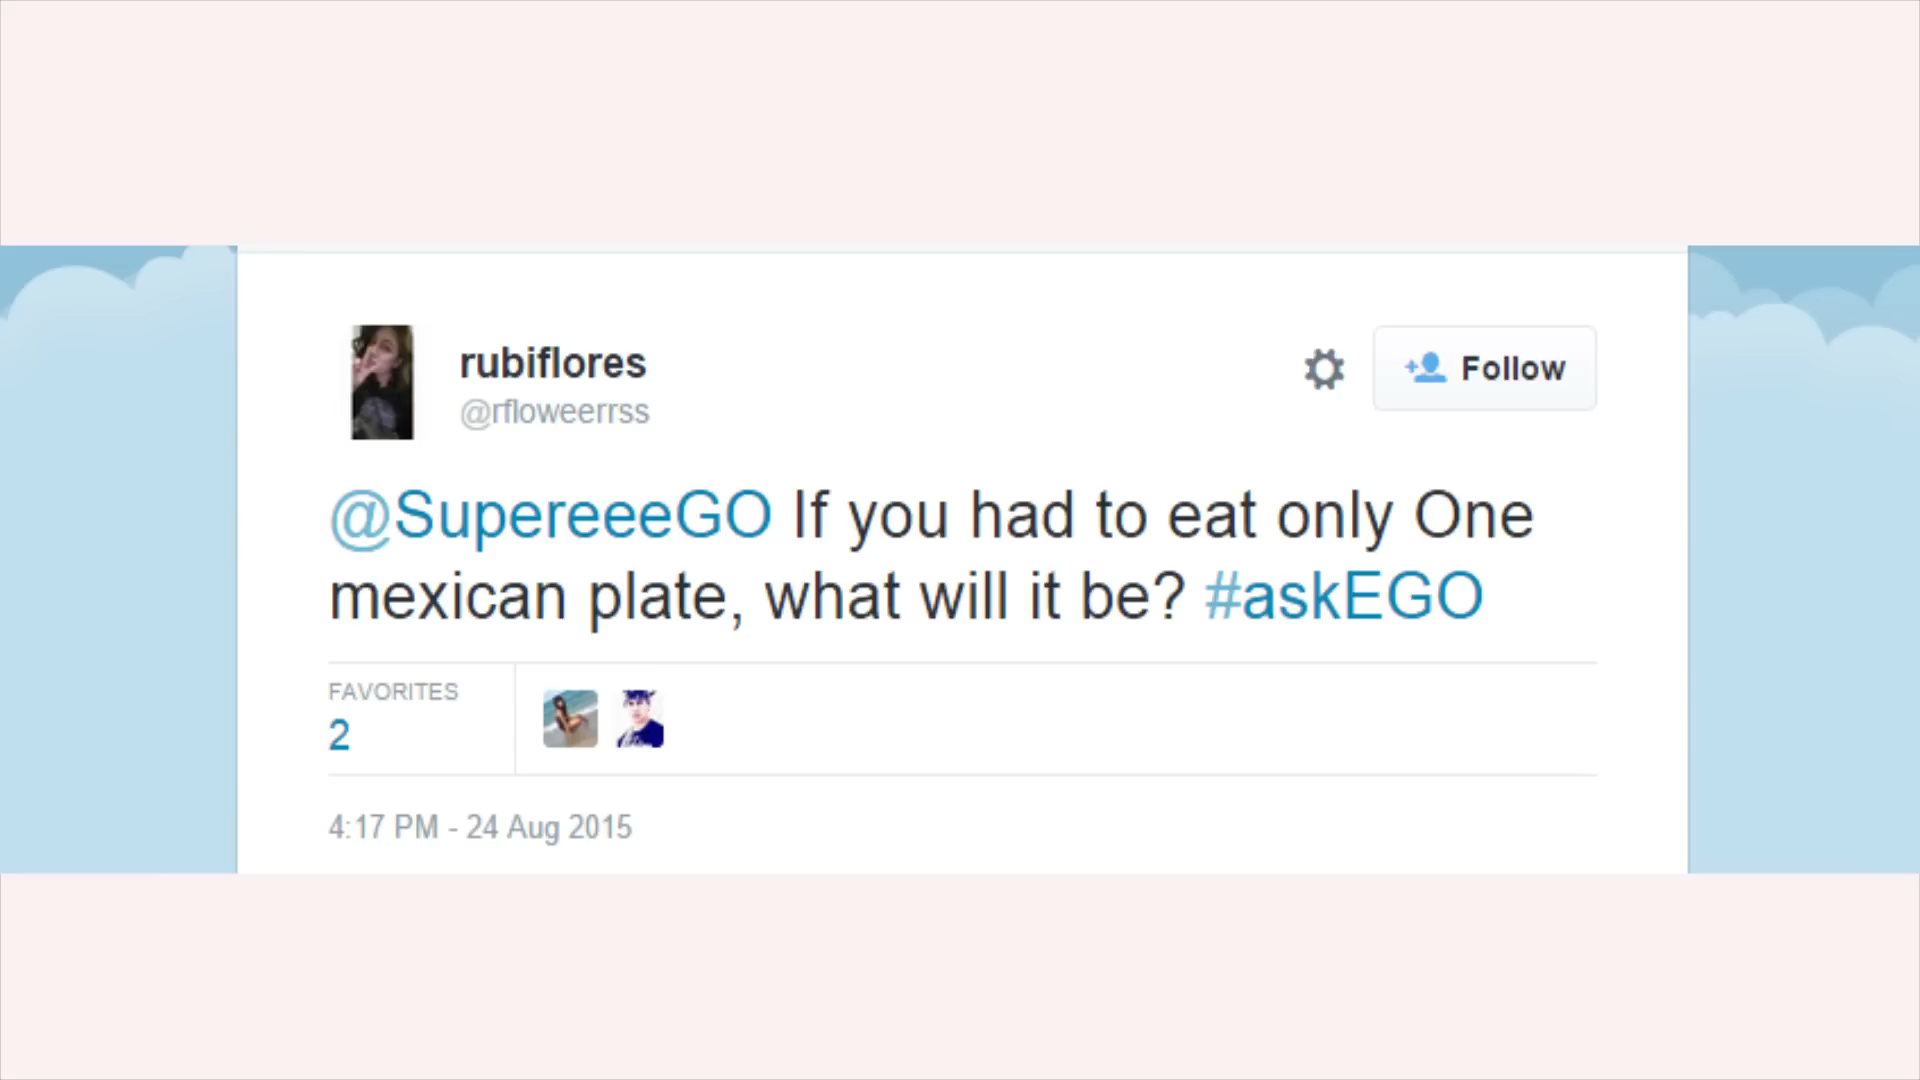 rubiflores
@rfloweerrss
Follow
@SupereeeGO If you had to eat only One
mexican plate, what will it be? #askEGO
FAVORITES
2
4:17 PM - 24 Aug 2015